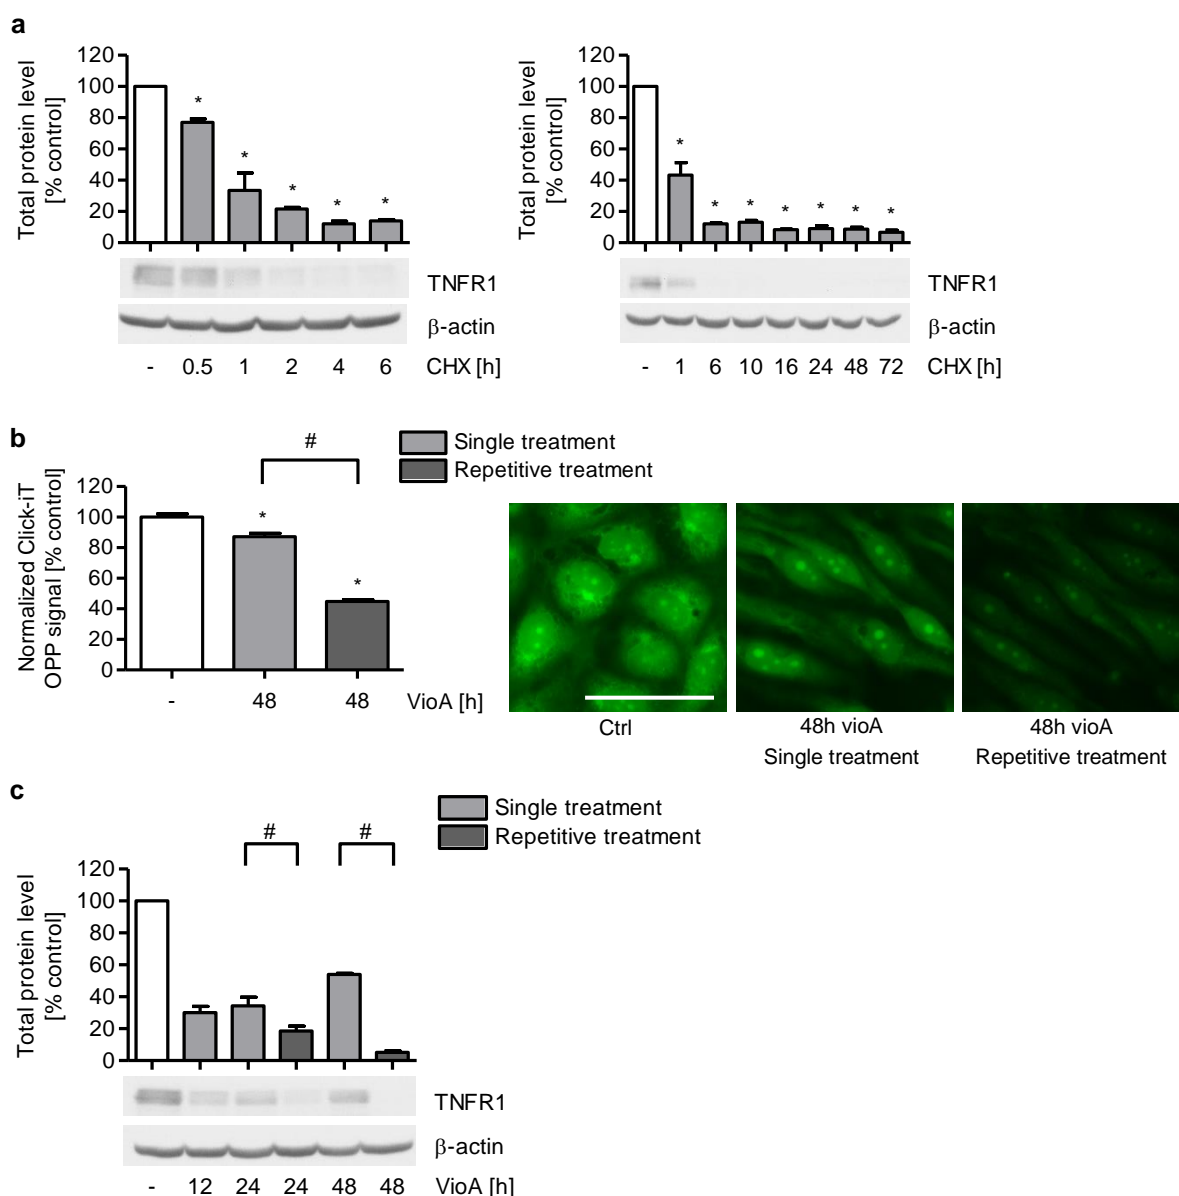 a
Total protein level
[% control]
120
100
80
60
40
20
0
* * * * *
TNFR1
β-actin
- 0.5 1 2 4 6 CHX [h]
Total protein level
[% control]
120
100
80
60
40
20
0
* * * * * * *
TNFR1
β-actin
- 1 6 10 16 24 48 72 CHX [h]
b
Single treatment
Repetitive treatment
#
Normalized Click-iT
OPP signal [% control]
120
100
80
60
40
20
0
* *
- 48 48 VioA [h]
Ctrl
48h vioA
Single treatment
48h vioA
Repetitive treatment
c
Single treatment
Repetitive treatment
# #
Total protein level
[% control]
120
100
80
60
40
20
0
TNFR1
β-actin
- 12 24 24 48 48 VioA [h]